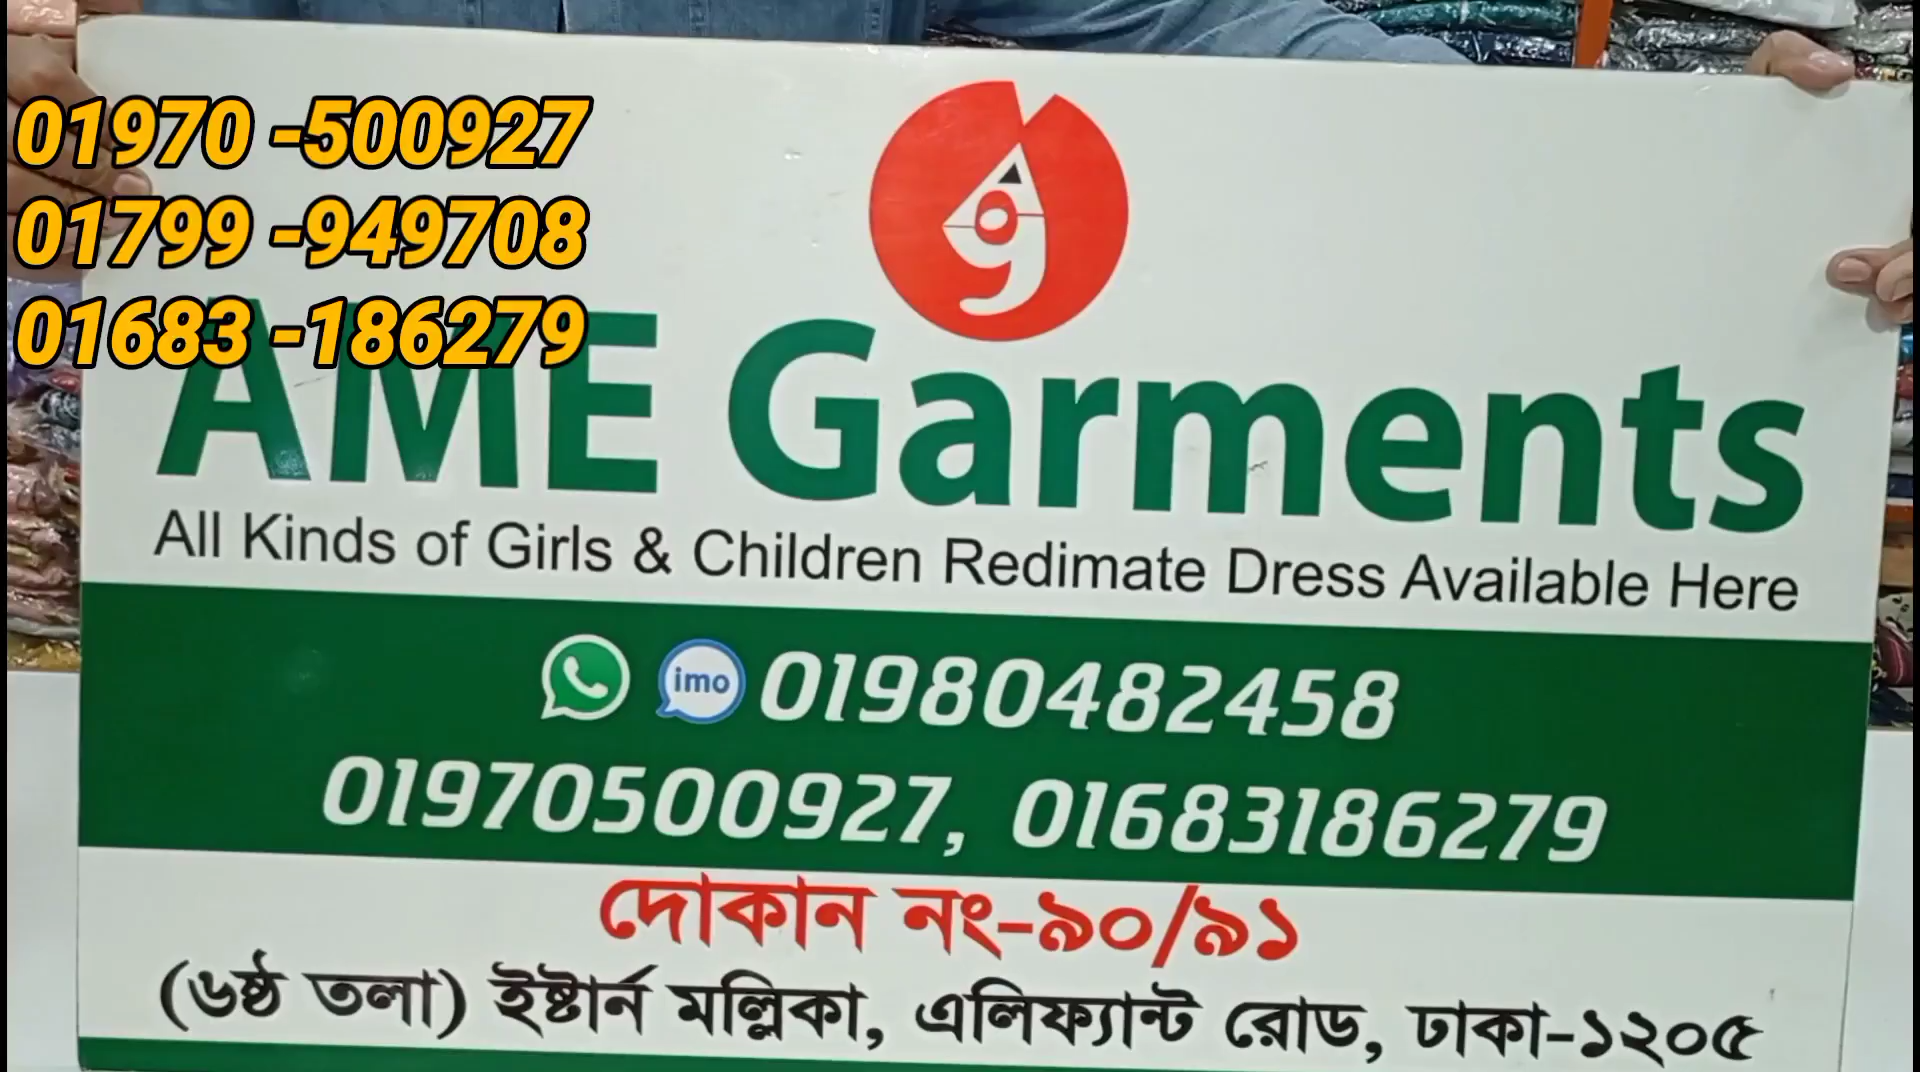 01970 -500927
01799 -949708
01683 -186279
AME Garments
All Kinds of Girls & Children Redimate Dress Available Here
imo 01980482458
01970500927, 01683186279
দোকান নং-৯০/৯১
(৬ষ্ঠ তলা) ইষ্টার্ন মল্লিকা, এলিফ্যান্ট রোড, ঢাকা-১২০৫